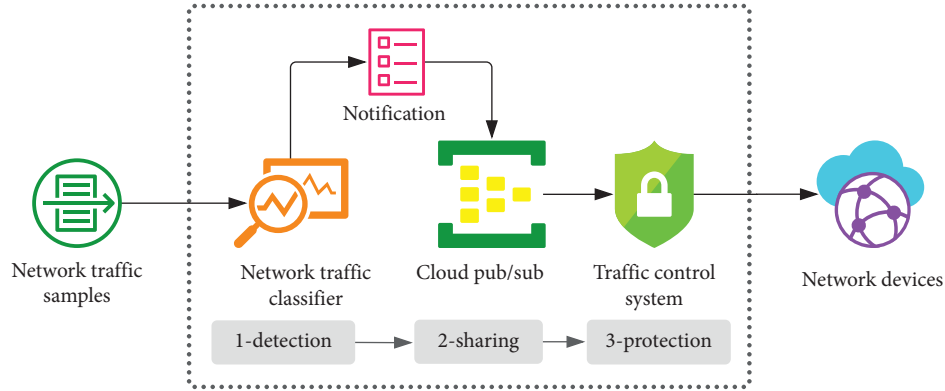 Notification
Network traffic
samples
Network traffic
classifier
Cloud pub/sub
Traffic control
system
Network devices
1-detection
2-sharing
3-protection